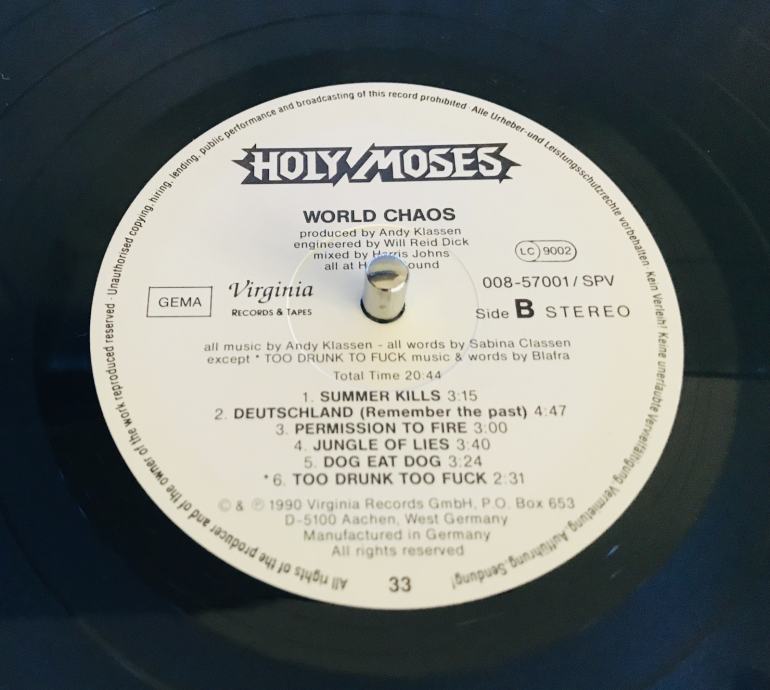 Unauthorised copying, hiring, lending, public performance and broadcasting of this record prohibited · Alle Urheber- und Leistungsschutzrechte vorbehalten. Kein Verleih! Keine unerlaubte Vervielfältigung, Vermietung, Aufführung, Sendung!
All rights of the producer and of the owner of the work reproduced reserved ·
HOLY MOSES
WORLD CHAOS
produced by Andy Klassen
engineered by Will Reid Dick
mixed by Harris Johns
all at ound
LC 9002
GEMA
Virginia
RECORDS & TAPES
008-57001/SPV
Side B STEREO
all music by Andy Klassen - all words by Sabina Classen
except * TOO DRUNK TO FUCK music & words by Blafra
Total Time 20:44
1. SUMMER KILLS 3:15
2. DEUTSCHLAND (Remember the past) 4:47
3. PERMISSION TO FIRE 3:00
4. JUNGLE OF LIES 3:40
5. DOG EAT DOG 3:24
*6. TOO DRUNK TOO FUCK 2:31
© & ℗ 1990 Virginia Records GmbH, P.O. Box 653
D-5100 Aachen, West Germany
Manufactured in Germany
All rights reserved
33